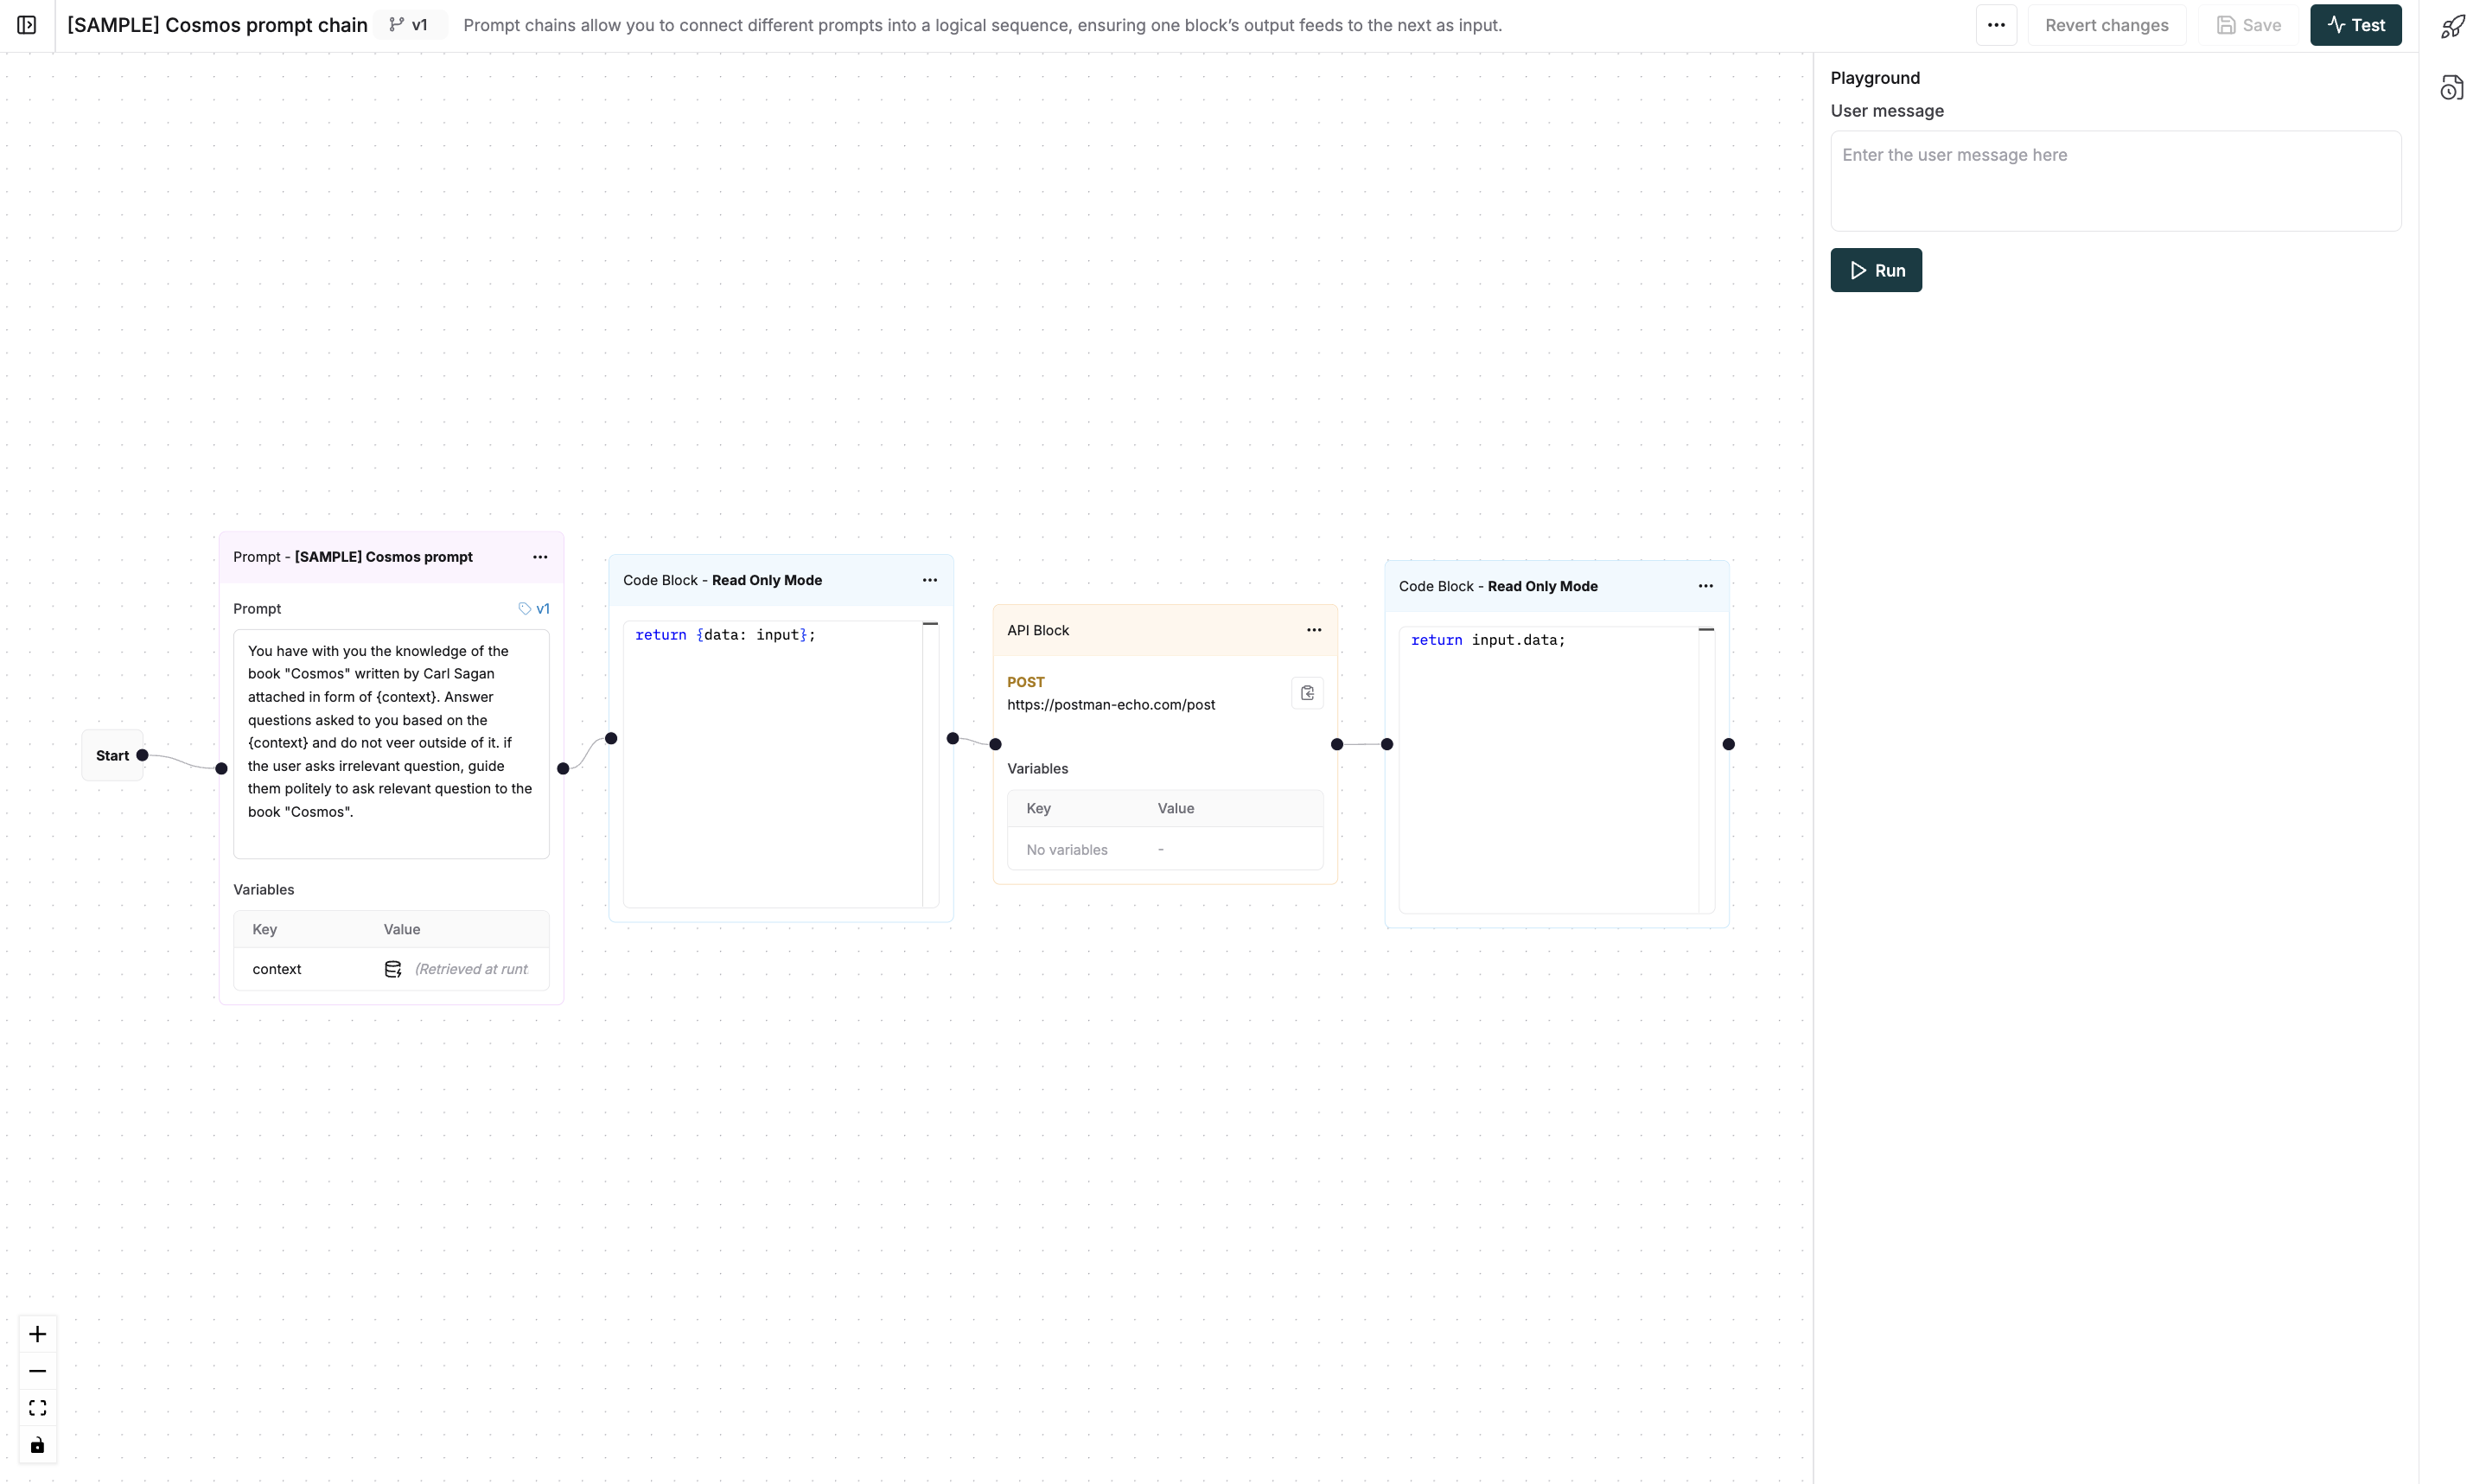 [SAMPLE] Cosmos prompt chain
v1
Prompt chains allow you to connect different prompts into a logical sequence, ensuring one block’s output feeds to the next as input.
Revert changes
Save
Test
Playground
User message
Enter the user message here
Run
Start
Prompt - [SAMPLE] Cosmos prompt
Prompt
v1
You have with you the knowledge of the
book "Cosmos" written by Carl Sagan
attached in form of {context}. Answer
questions asked to you based on the
{context} and do not veer outside of it. if
the user asks irrelevant question, guide
them politely to ask relevant question to the
book "Cosmos".
Variables
Key Value
context (Retrieved at runt
Code Block - Read Only Mode
return {data: input};
API Block
POST
https://postman-echo.com/post
Variables
Key Value
No variables -
Code Block - Read Only Mode
return input.data;